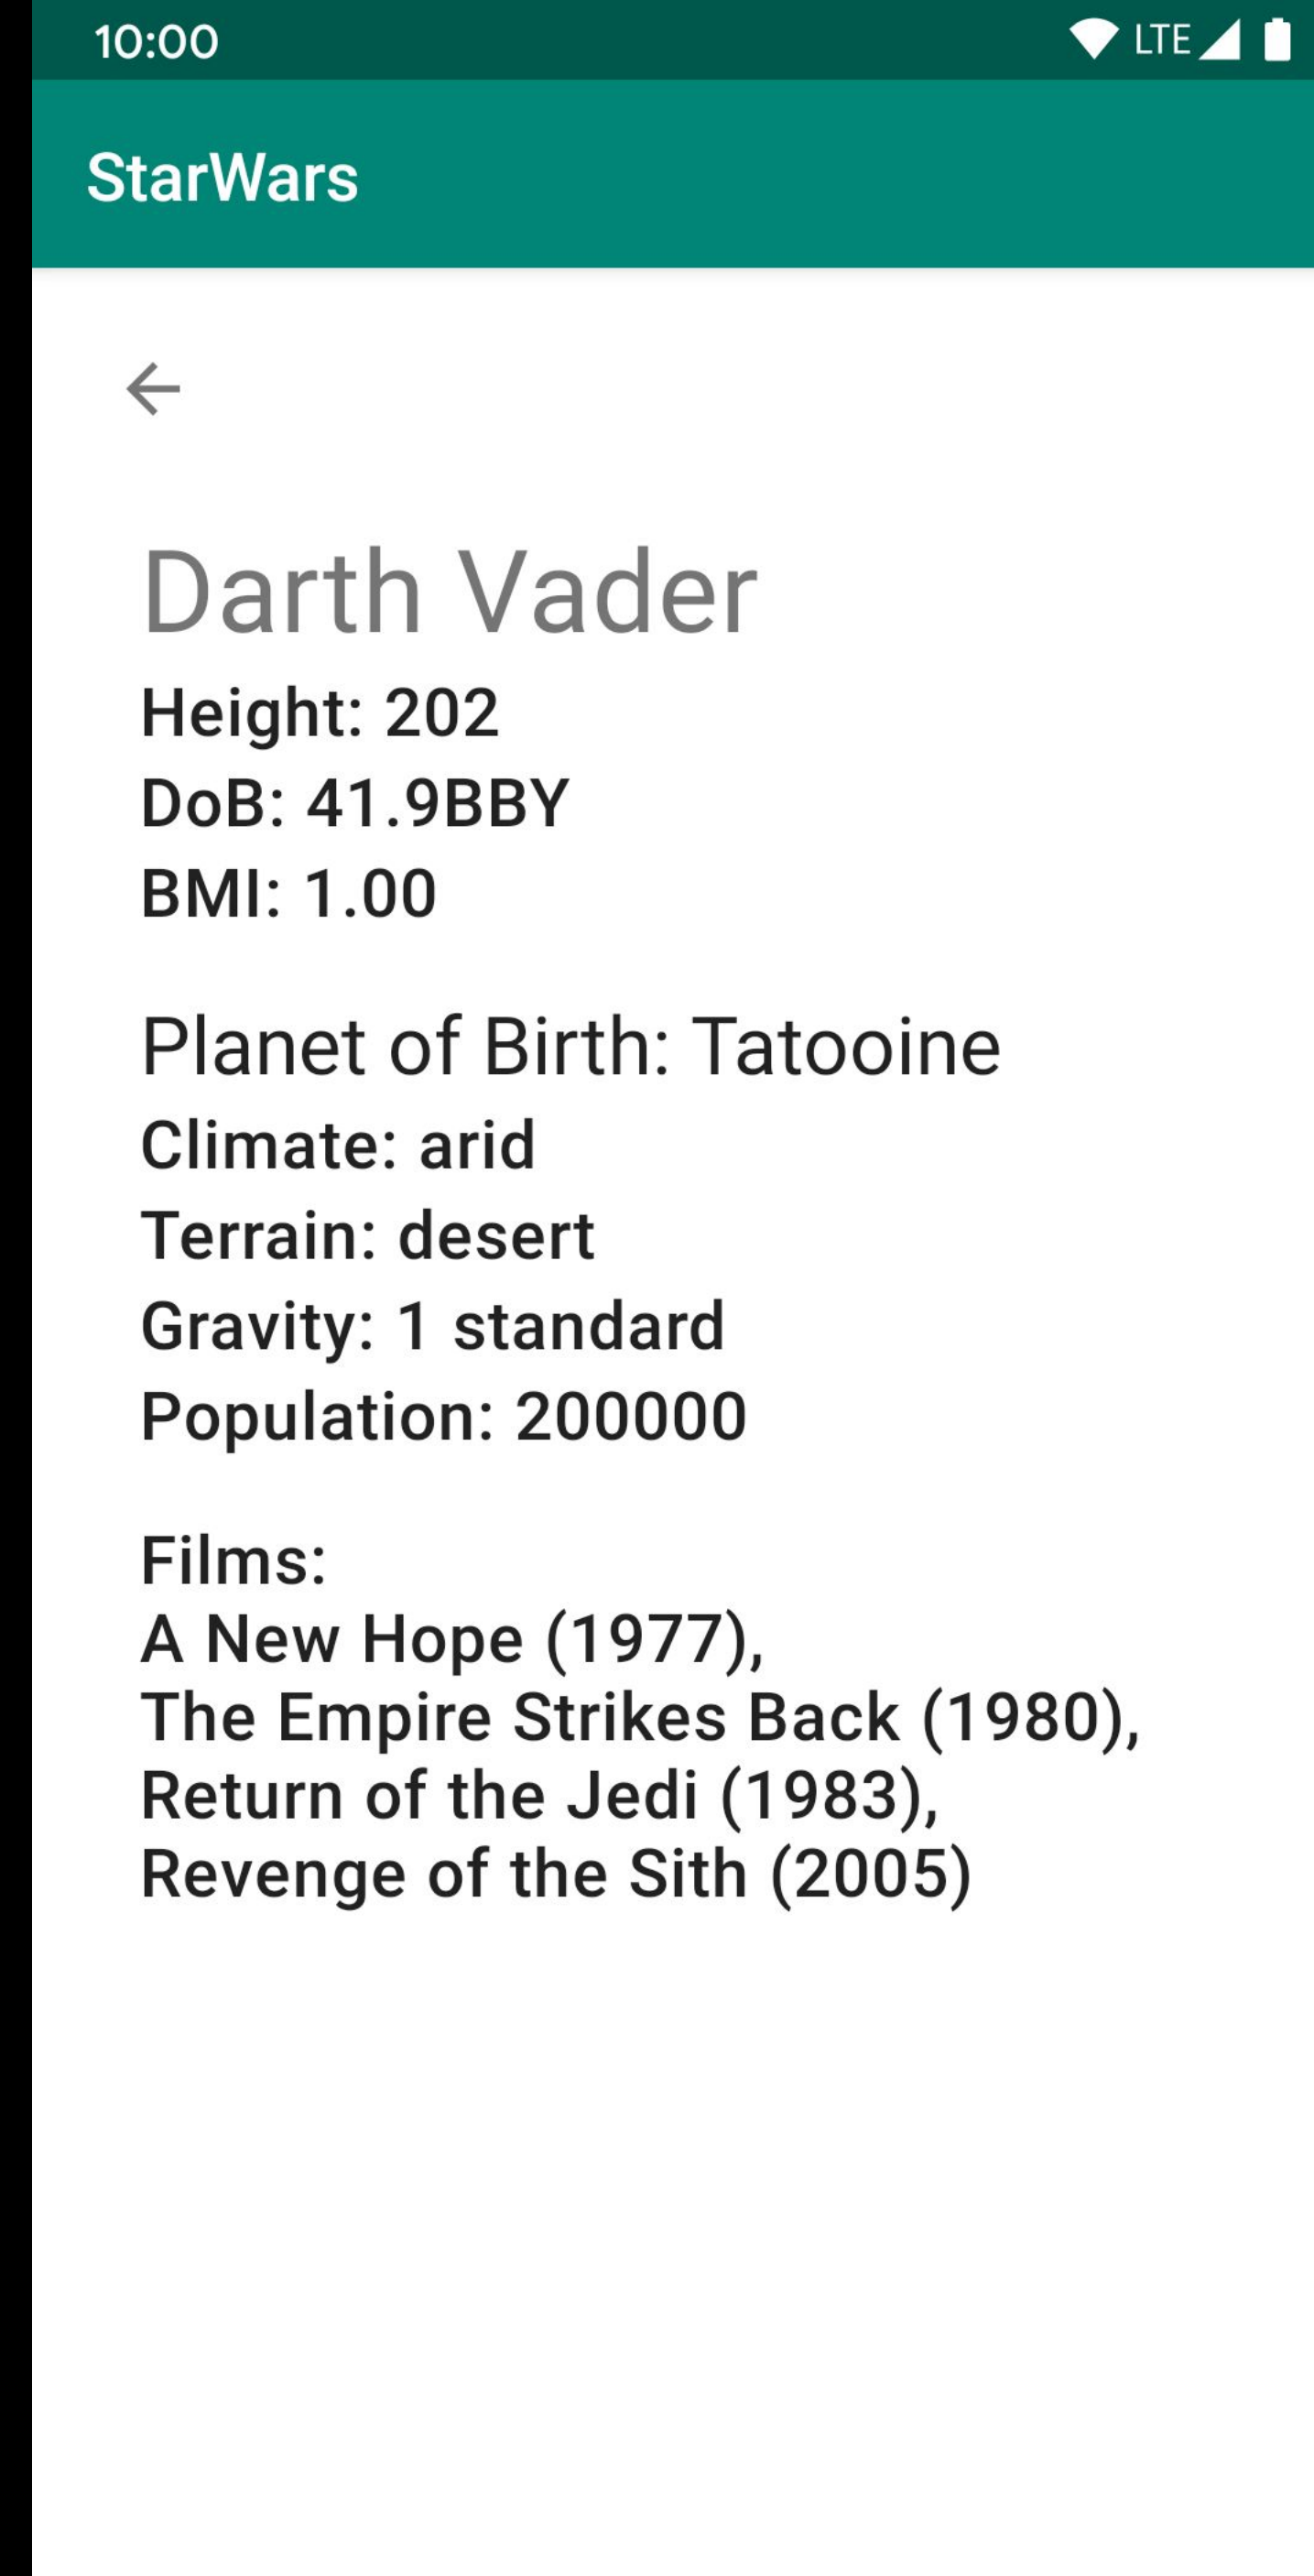 10:00 LTE
StarWars
Darth Vader
Height: 202
DoB: 41.9BBY
BMI: 1.00
Planet of Birth: Tatooine
Climate: arid
Terrain: desert
Gravity: 1 standard
Population: 200000
Films:
A New Hope (1977),
The Empire Strikes Back (1980),
Return of the Jedi (1983),
Revenge of the Sith (2005)